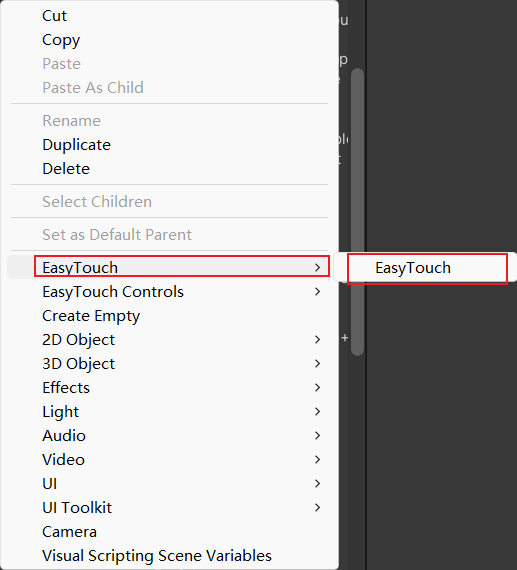 Cut
Copy
Paste
Paste As Child
Rename
Duplicate
Delete
Select Children
Set as Default Parent
EasyTouch
EasyTouch
EasyTouch Controls
Create Empty
2D Object
3D Object
Effects
Light
Audio
Video
UI
UI Toolkit
Camera
Visual Scripting Scene Variables